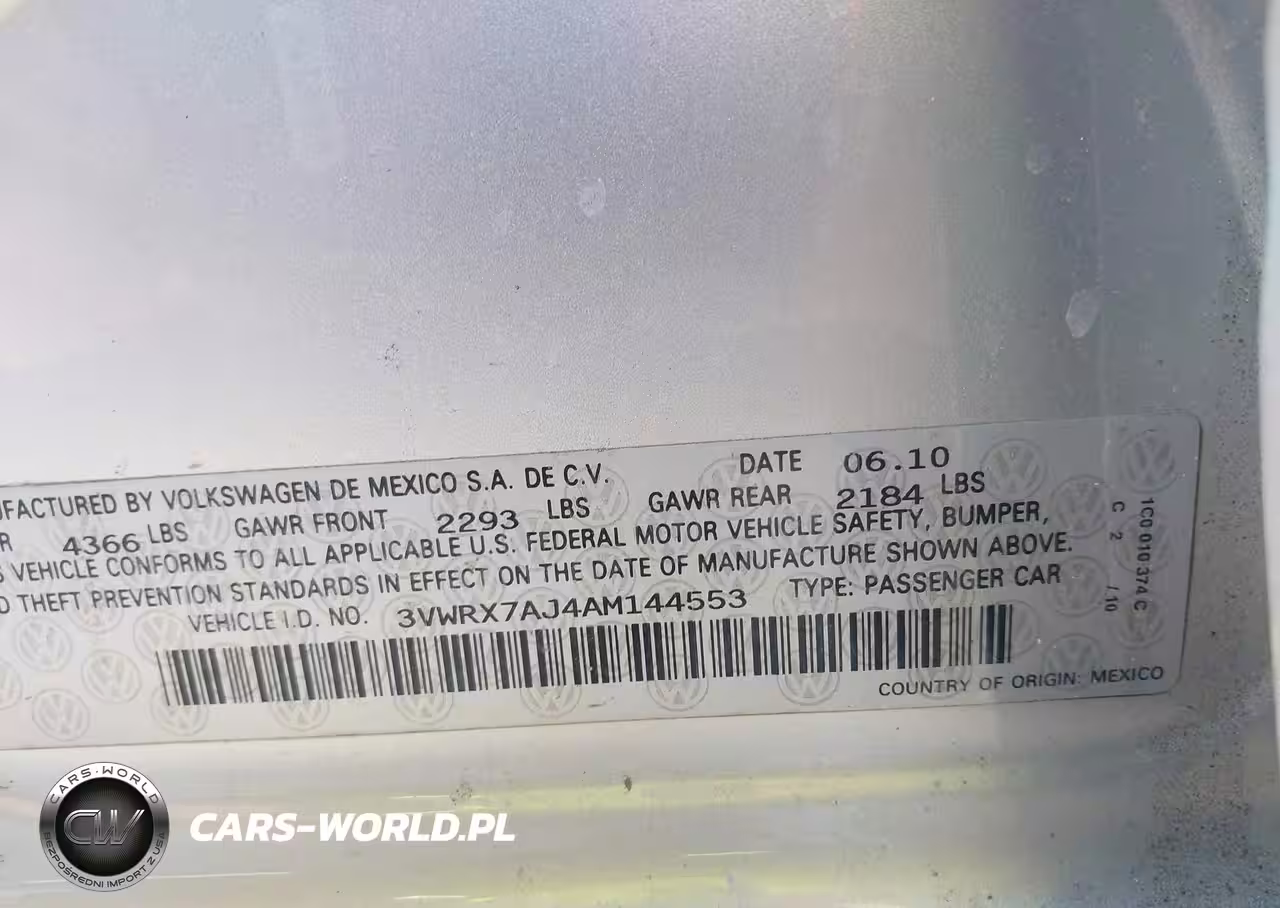 UFACTURED BY VOLKSWAGEN DE MEXICO S.A. DE C.V. DATE 06.10
R 4366 LBS GAWR FRONT 2293 LBS GAWR REAR 2184 LBS
S VEHICLE CONFORMS TO ALL APPLICABLE U.S. FEDERAL MOTOR VEHICLE SAFETY, BUMPER,
D THEFT PREVENTION STANDARDS IN EFFECT ON THE DATE OF MANUFACTURE SHOWN ABOVE.
VEHICLE I.D. NO. 3VWRX7AJ4AM144553 TYPE: PASSENGER CAR
COUNTRY OF ORIGIN: MEXICO
1C0 010 374 C
C 2 / 10
CARS-WORLD
CW
BEZPOŚREDNI IMPORT Z USA
CARS-WORLD.PL